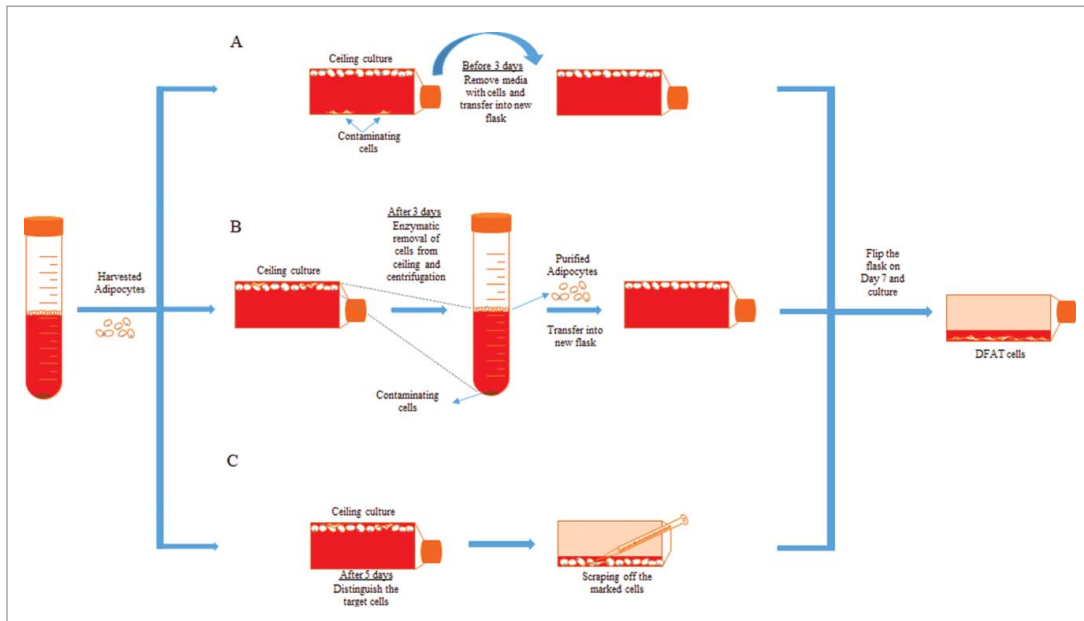 A
Ceiling culture
Before 3 days
Remove media
with cells and
transfer into new
flask
Contaminating
cells
Harvested
Adipocytes
B
Ceiling culture
After 3 days
Enzymatic
removal of
cells from
ceiling and
centrifugation
Purified
Adipocytes
Transfer into
new flask
Contaminating
cells
C
Ceiling culture
After 5 days
Distinguish the
target cells
Scraping off the
marked cells
Flip the
flask on
Day 7 and
culture
DFAT cells